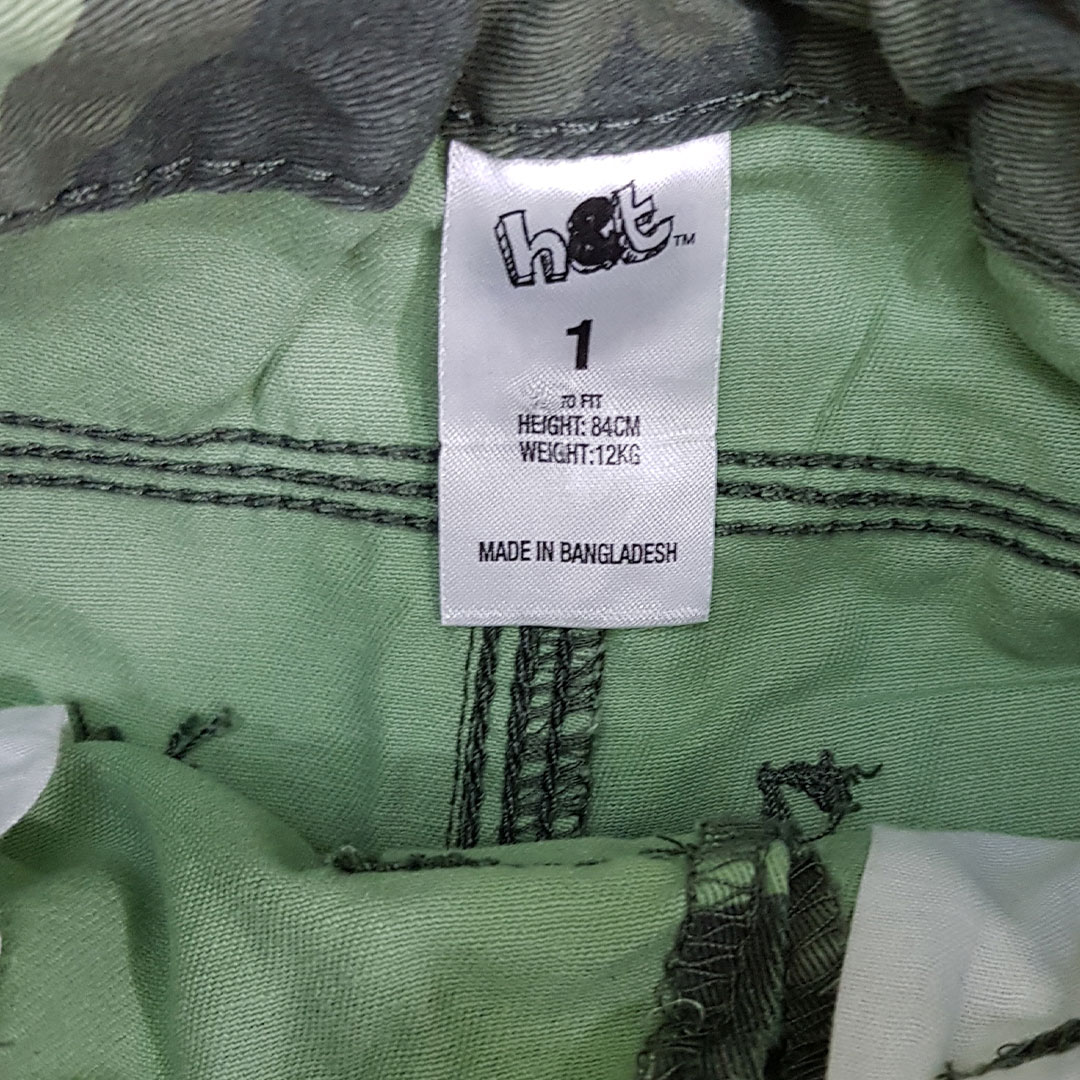 h&t™
1
TO FIT
HEIGHT: 84CM
WEIGHT:12KG
MADE IN BANGLADESH